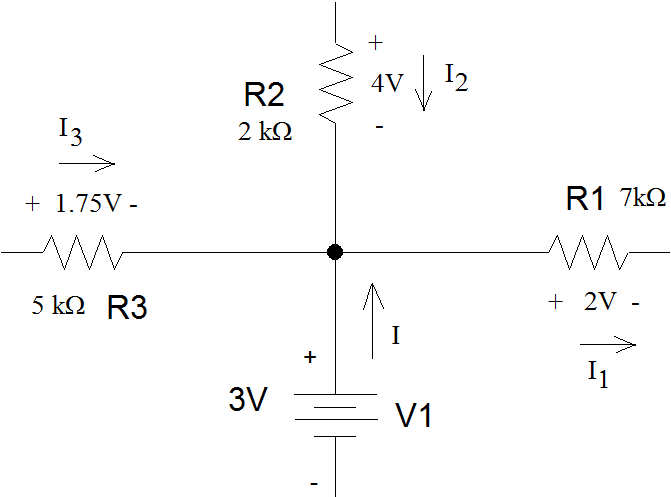 +
R2 4V I2
2 kΩ -
I3
+ 1.75V -
R1 7kΩ
5 kΩ R3
+ 2V -
I
I1
+
3V V1
-